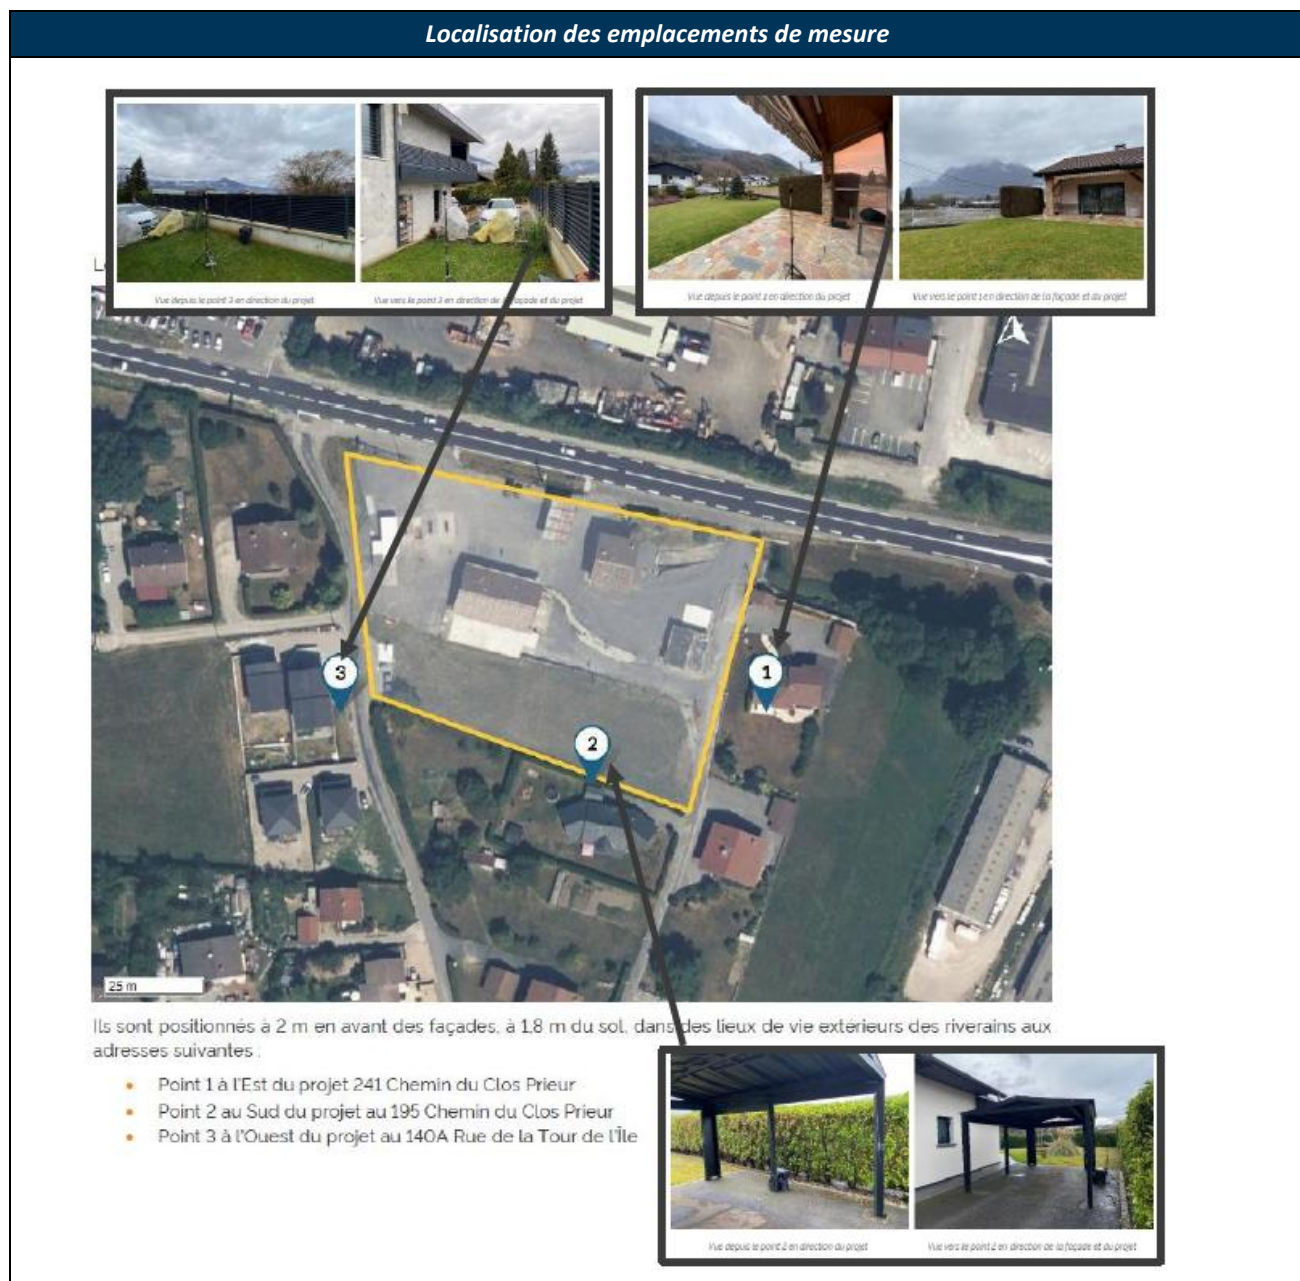 Localisation des emplacements de mesure
Vue depuis le point 3 en direction du projet
Vue vers le point 3 en direction de la façade et du projet
Vue depuis le point 1 en direction du projet
Vue vers le point 1 en direction de la façade et du projet
3
1
2
25 m
Ils sont positionnés à 2 m en avant des façades, à 1,8 m du sol, dans des lieux de vie extérieurs des riverains aux
adresses suivantes :
• Point 1 à l'Est du projet 241 Chemin du Clos Prieur
• Point 2 au Sud du projet au 195 Chemin du Clos Prieur
• Point 3 à l'Ouest du projet au 140A Rue de la Tour de l'Île
Vue depuis le point 2 en direction du projet
Vue vers le point 2 en direction de la façade et du projet